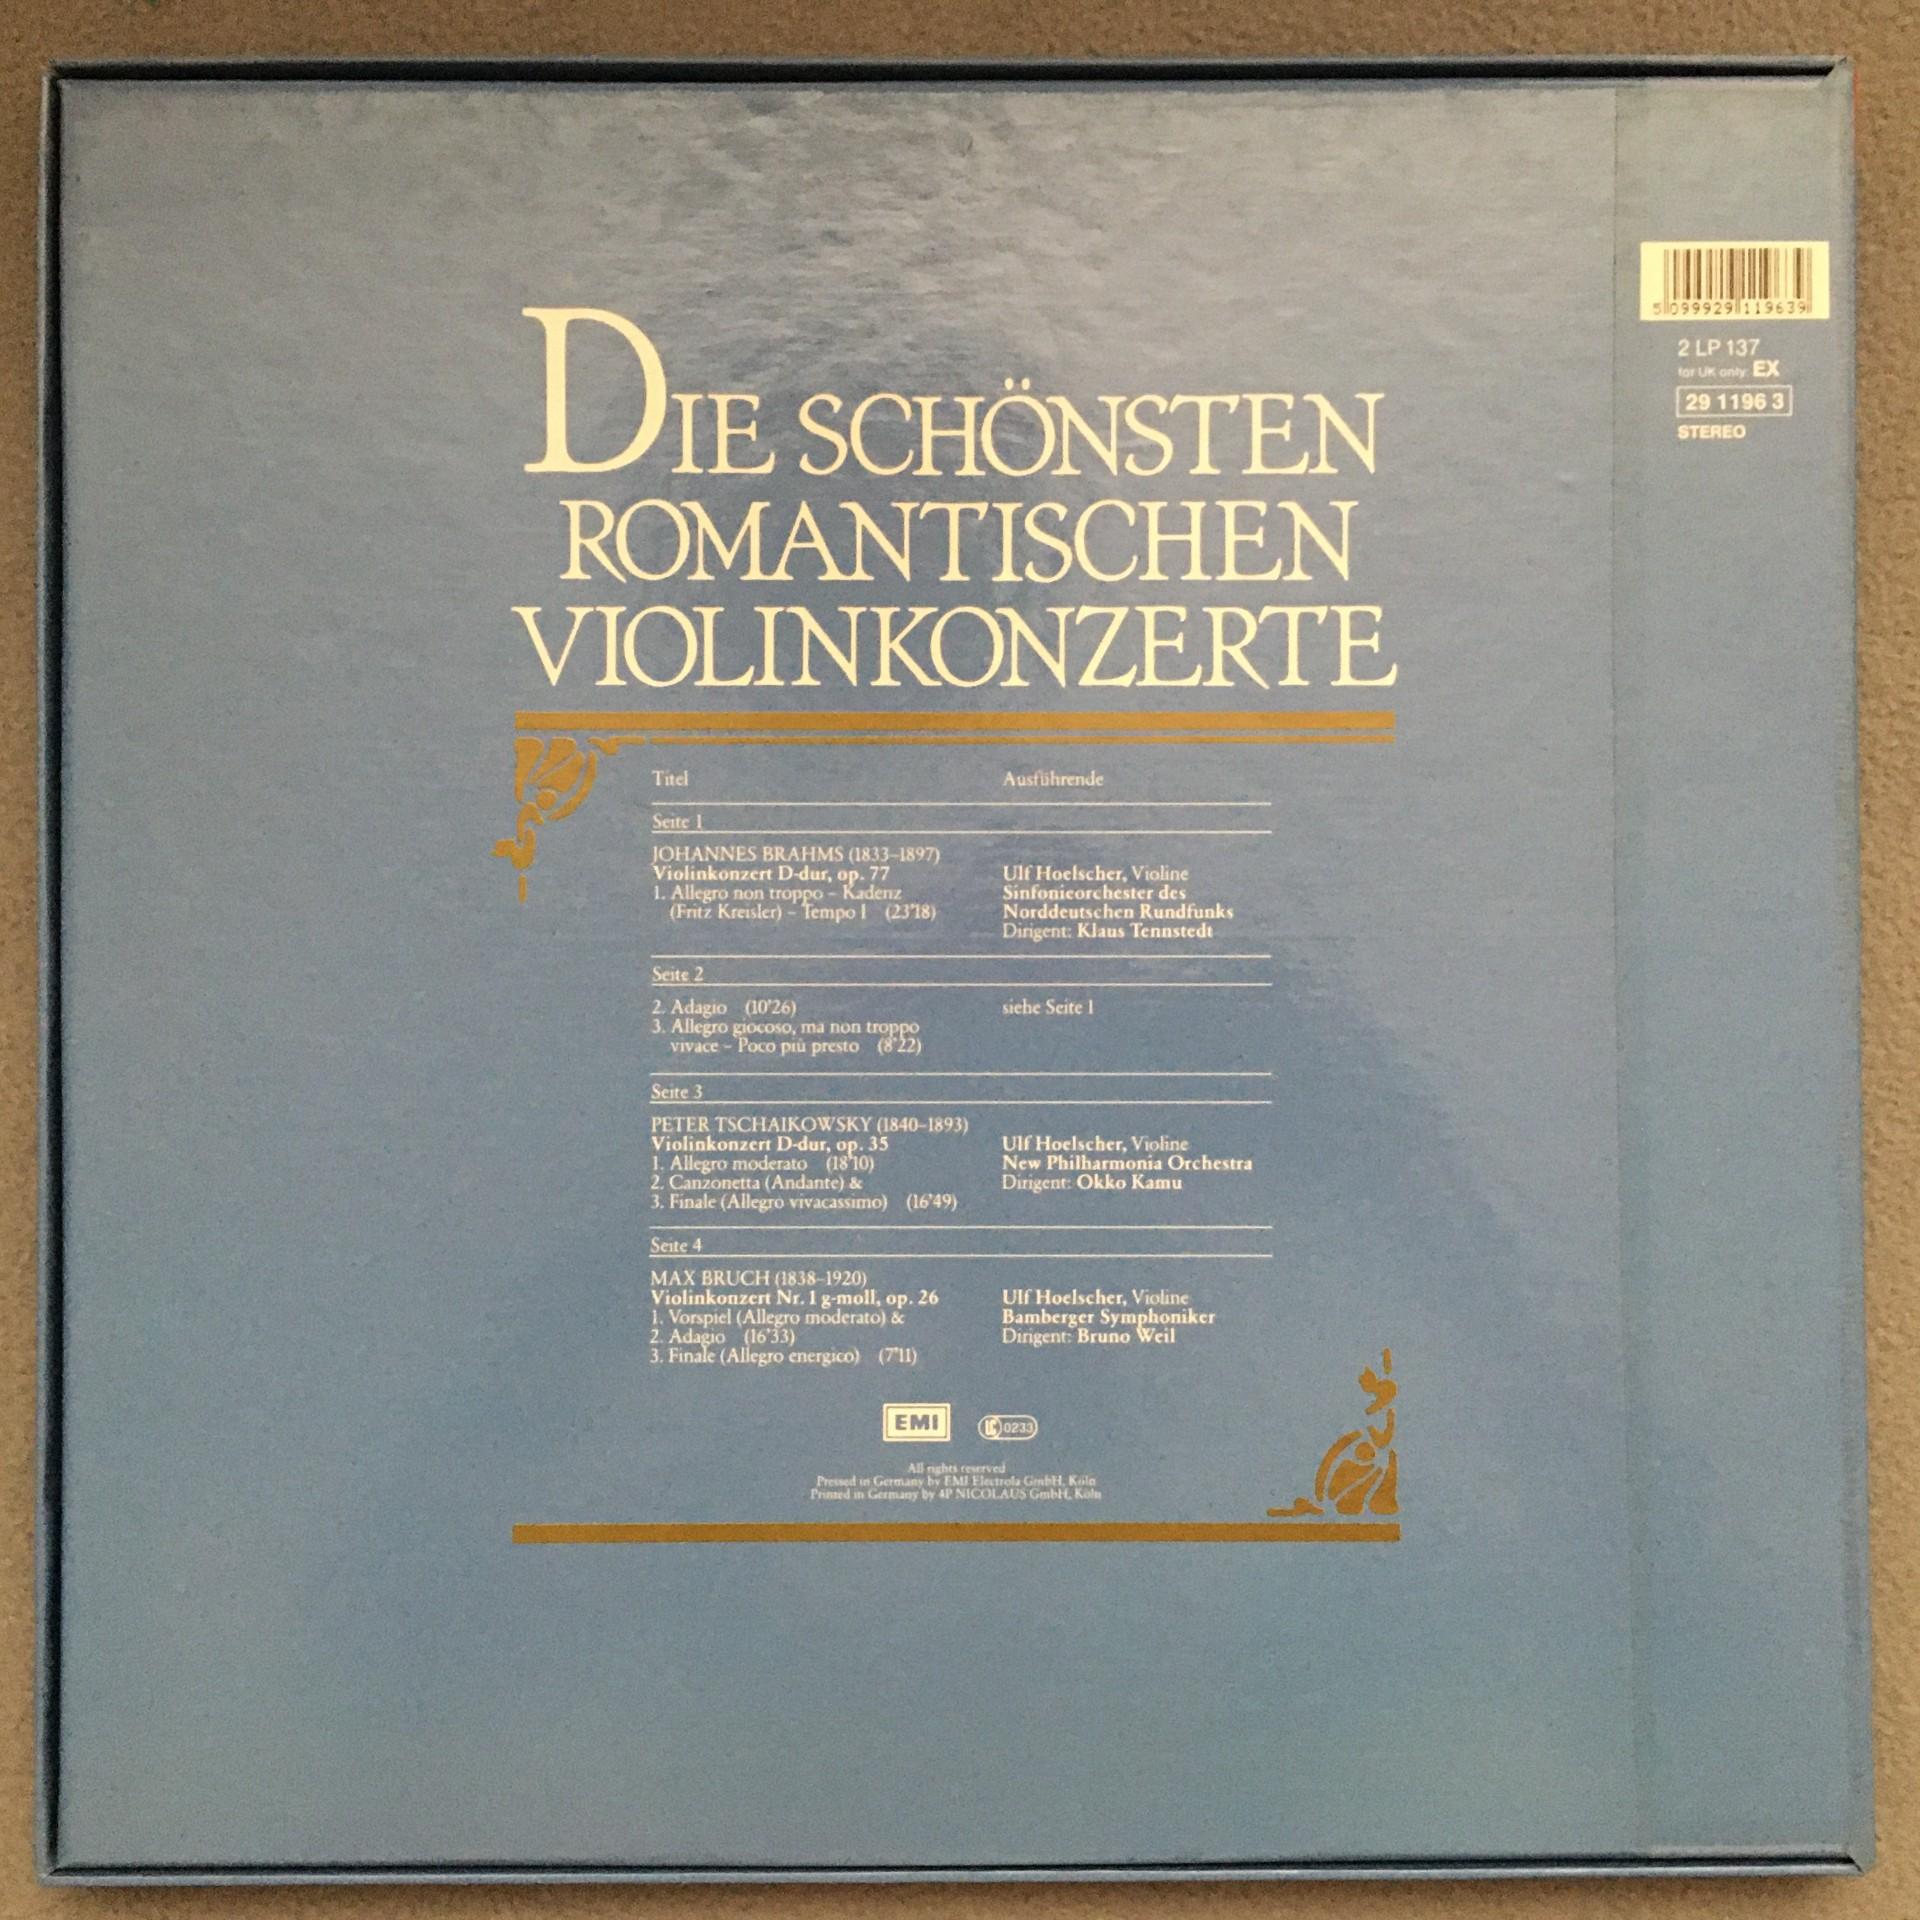 5 099929 119639
2 LP 137
for UK only: EX
29 1196 3
STEREO
DIE SCHÖNSTEN
ROMANTISCHEN
VIOLINKONZERTE
Titel Ausführende
Seite 1
JOHANNES BRAHMS (1833–1897)
Violinkonzert D-dur, op. 77 Ulf Hoelscher, Violine
1. Allegro non troppo – Kadenz Sinfonieorchester des
(Fritz Kreisler) – Tempo I (23'18) Norddeutschen Rundfunks
Dirigent: Klaus Tennstedt
Seite 2
2. Adagio (10'26) siehe Seite 1
3. Allegro giocoso, ma non troppo
vivace – Poco più presto (8'22)
Seite 3
PETER TSCHAIKOWSKY (1840–1893)
Violinkonzert D-dur, op. 35 Ulf Hoelscher, Violine
1. Allegro moderato (18'10) New Philharmonia Orchestra
2. Canzonetta (Andante) & Dirigent: Okko Kamu
3. Finale (Allegro vivacassimo) (16'49)
Seite 4
MAX BRUCH (1838–1920)
Violinkonzert Nr. 1 g-moll, op. 26 Ulf Hoelscher, Violine
1. Vorspiel (Allegro moderato) & Bamberger Symphoniker
2. Adagio (16'33) Dirigent: Bruno Weil
3. Finale (Allegro energico) (7'11)
EMI LC 0233
All rights reserved
Pressed in Germany by EMI Electrola GmbH, Köln
Printed in Germany by 4P NICOLAUS GmbH, Köln